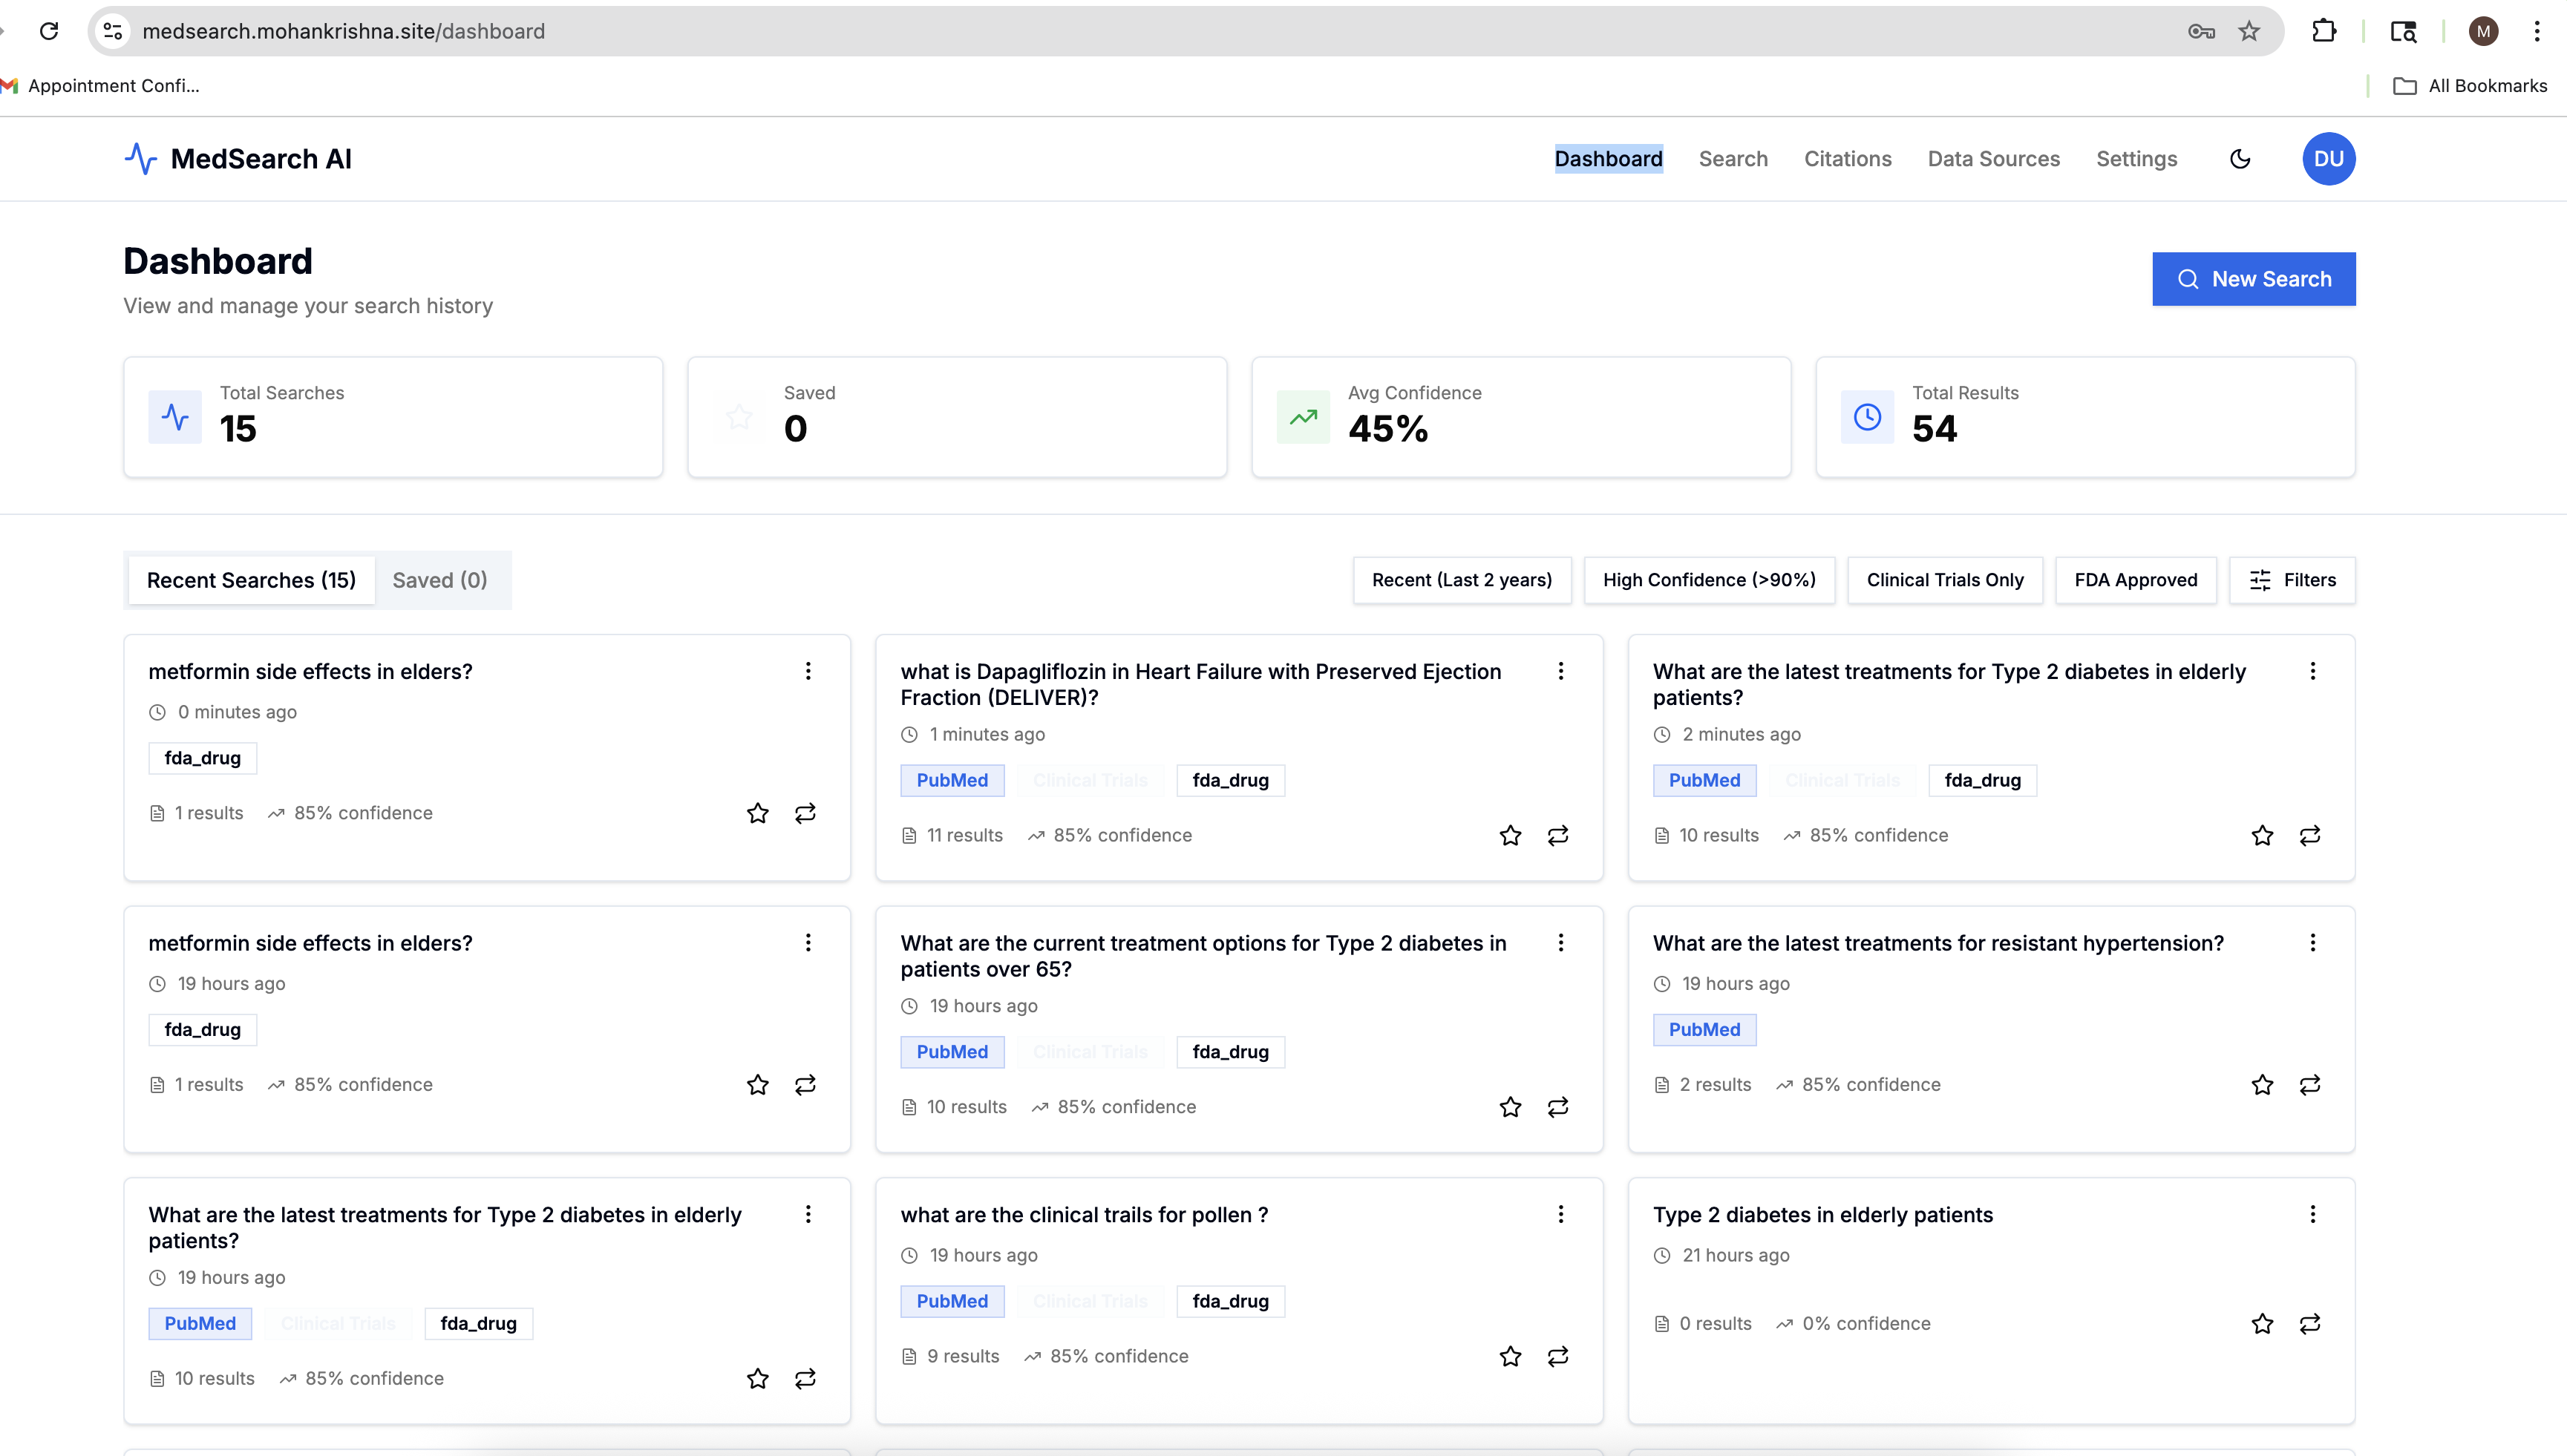 medsearch.mohankrishna.site/dashboard
M
Appointment Confi...
All Bookmarks
MedSearch AI
Dashboard
Search
Citations
Data Sources
Settings
DU
Dashboard
View and manage your search history
New Search
Total Searches
15
Saved
0
Avg Confidence
45%
Total Results
54
Recent Searches (15)
Saved (0)
Recent (Last 2 years)
High Confidence (>90%)
Clinical Trials Only
FDA Approved
Filters
metformin side effects in elders?
0 minutes ago
fda_drug
1 results
85% confidence
what is Dapagliflozin in Heart Failure with Preserved Ejection
Fraction (DELIVER)?
1 minutes ago
PubMed
Clinical Trials
fda_drug
11 results
85% confidence
What are the latest treatments for Type 2 diabetes in elderly
patients?
2 minutes ago
PubMed
Clinical Trials
fda_drug
10 results
85% confidence
metformin side effects in elders?
19 hours ago
fda_drug
1 results
85% confidence
What are the current treatment options for Type 2 diabetes in
patients over 65?
19 hours ago
PubMed
Clinical Trials
fda_drug
10 results
85% confidence
What are the latest treatments for resistant hypertension?
19 hours ago
PubMed
2 results
85% confidence
What are the latest treatments for Type 2 diabetes in elderly
patients?
19 hours ago
PubMed
Clinical Trials
fda_drug
10 results
85% confidence
what are the clinical trails for pollen ?
19 hours ago
PubMed
Clinical Trials
fda_drug
9 results
85% confidence
Type 2 diabetes in elderly patients
21 hours ago
0 results
0% confidence